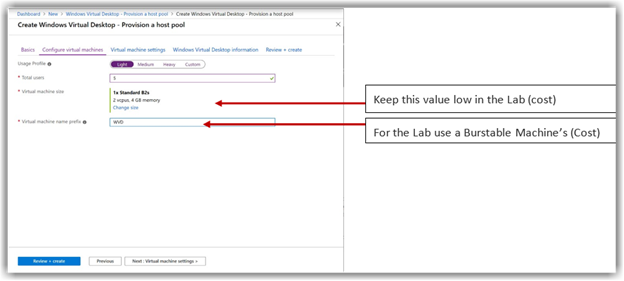 Dashboard > New > Windows Virtual Desktop - Provision a host pool > Create Windows Virtual Desktop - Provision a host pool
Create Windows Virtual Desktop - Provision a host pool
Basics Configure virtual machines Virtual machine settings Windows Virtual Desktop information Review + create
Usage Profile Light Medium Heavy Custom
* Total users 5
* Virtual machine size 1x Standard B2s
2 vcpus, 4 GB memory
Change size
* Virtual machine name prefix WVD
Keep this value low in the Lab (cost)
For the Lab use a Burstable Machine’s (Cost)
Review + create Previous Next : Virtual machine settings >